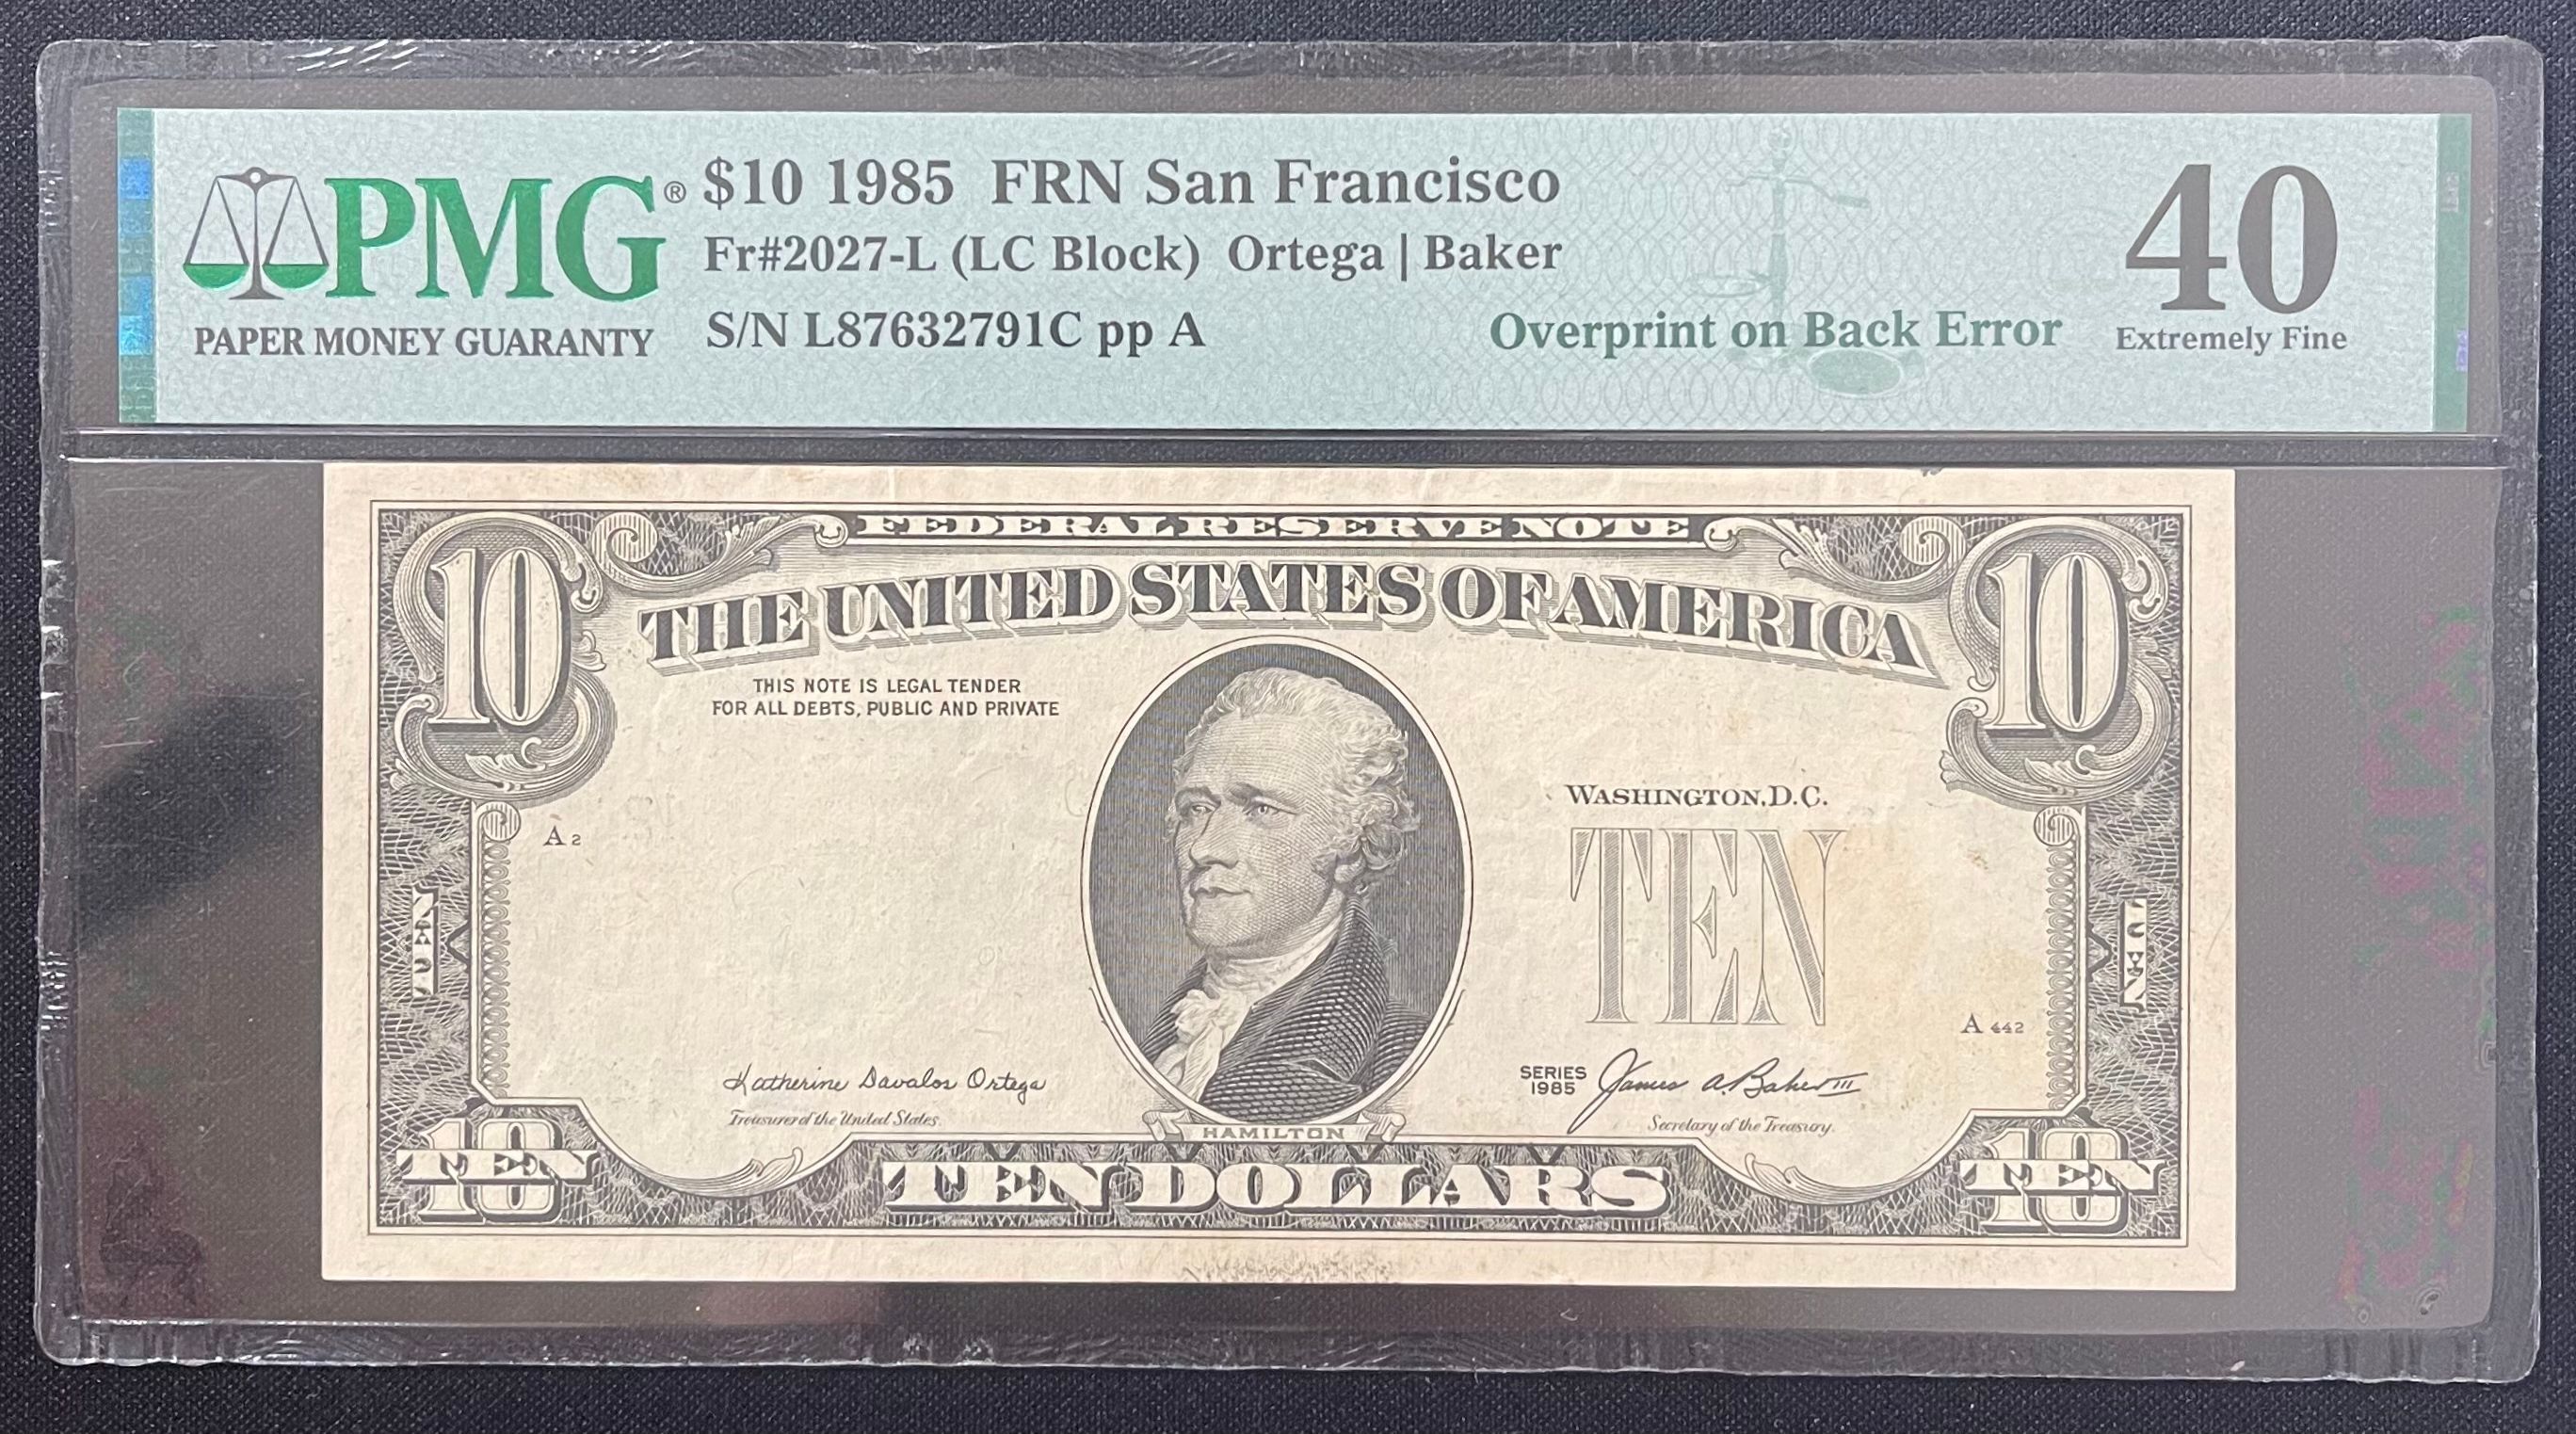 PMG®
PAPER MONEY GUARANTY
$10 1985 FRN San Francisco
Fr#2027-L (LC Block) Ortega | Baker
S/N L87632791C pp A
Overprint on Back Error
40
Extremely Fine
FEDERAL RESERVE NOTE
10
10
THE UNITED STATES OF AMERICA
THIS NOTE IS LEGAL TENDER
FOR ALL DEBTS, PUBLIC AND PRIVATE
WASHINGTON, D.C.
A 2
TEN
TEN
TEN
A 442
Katherine Davalos Ortega
Treasurer of the United States.
SERIES
1985
James A. Baker III
Secretary of the Treasury.
HAMILTON
10
TEN
TEN DOLLARS
10
TEN